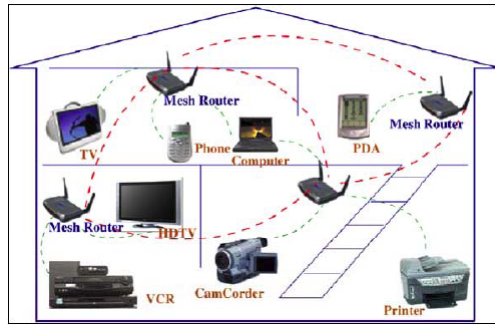 Mesh Router
TV
Phone
Computer
PDA
Mesh Router
Mesh Router
HDTV
VCR
CamCorder
Printer